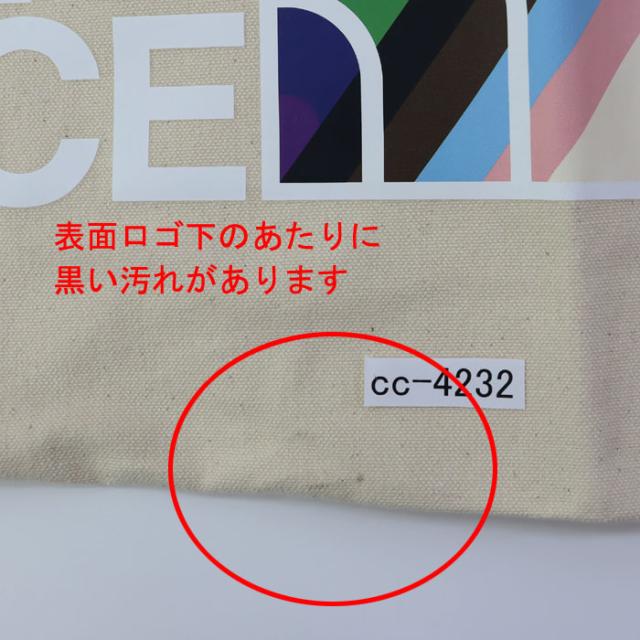 CE
表面ロゴ下のあたりに
黒い汚れがあります
cc-4232